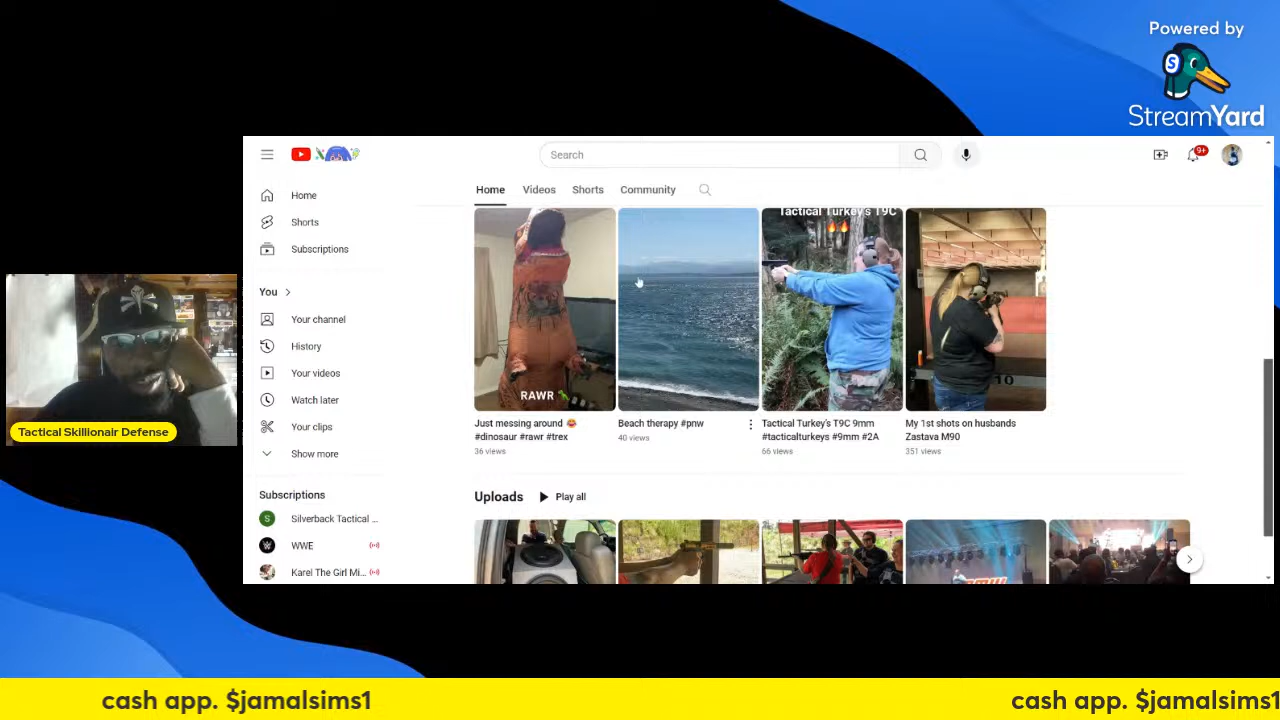 Powered by
StreamYard
Search
9+
Home
Videos
Shorts
Community
Home
Shorts
Subscriptions
You
Your channel
History
Your videos
Watch later
Your clips
Show more
Subscriptions
S
Silverback Tactical ...
WWE
Karel The Girl Mi...
Tactical Turkey's T9C
RAWR
10
Just messing around
#dinosaur #rawr #trex
36 views
Beach therapy #pnw
40 views
Tactical Turkey's T9C 9mm
#tacticalturkeys #9mm #2A
66 views
My 1st shots on husbands
Zastava M90
351 views
Uploads
Play all
Tactical Skillionair Defense
cash app. $jamalsims1
cash app. $jamalsims1